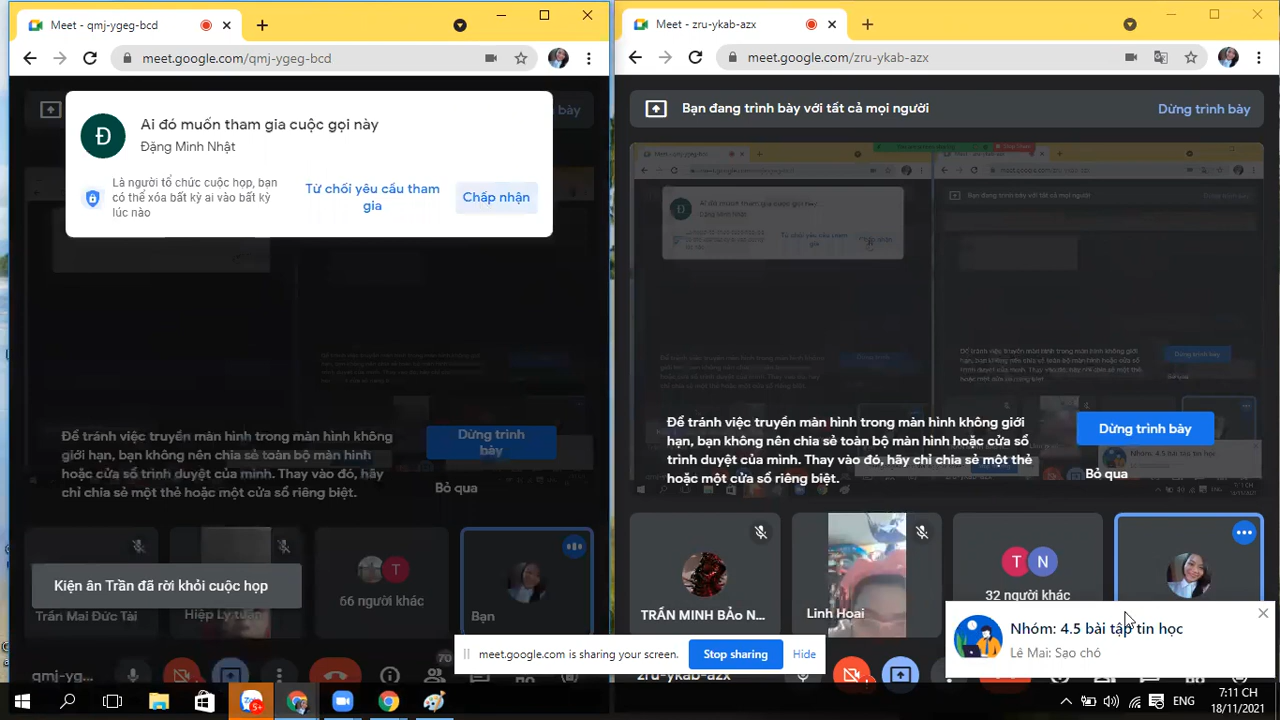 Meet - qmj-ygeg-bcd
meet.google.com/qmj-ygeg-bcd
bày
Đ
Ai đó muốn tham gia cuộc gọi này
Đặng Minh Nhật
Là người tổ chức cuộc họp, bạn
có thể xóa bất kỳ ai vào bất kỳ
lúc nào
Từ chối yêu cầu tham
gia
Chấp nhận
Để tránh việc truyền màn hình trong màn hình không
giới hạn, bạn không nên chia sẻ toàn bộ màn hình
hoặc cửa sổ trình duyệt của mình. Thay vào đó, hãy
chỉ chia sẻ một thẻ hoặc một cửa sổ riêng biệt.
Dừng trình
bày
Bỏ qua
Kiện ân Trần đã rời khỏi cuộc họp
Trần Mai Đức Tài
Hiệp Lý tuấn
T
66 người khác
Bạn
qmj-yg...
70
Meet - zru-ykab-azx
meet.google.com/zru-ykab-azx
Bạn đang trình bày với tất cả mọi người
Dừng trình bày
Để tránh việc truyền màn hình trong màn hình không giới
hạn, bạn không nên chia sẻ toàn bộ màn hình hoặc cửa sổ
trình duyệt của mình. Thay vào đó, hãy chỉ chia sẻ một thẻ
hoặc một cửa sổ riêng biệt.
Dừng trình bày
Bỏ qua
TRẦN MINH BẢo N...
Linh Hoai
T N
32 người khác
zru-ykab-azx
Nhóm: 4.5 bài tập tin học
Lê Mai: Sạo chó
meet.google.com is sharing your screen.
Stop sharing
Hide
5+
ENG
7:11 CH
18/11/2021